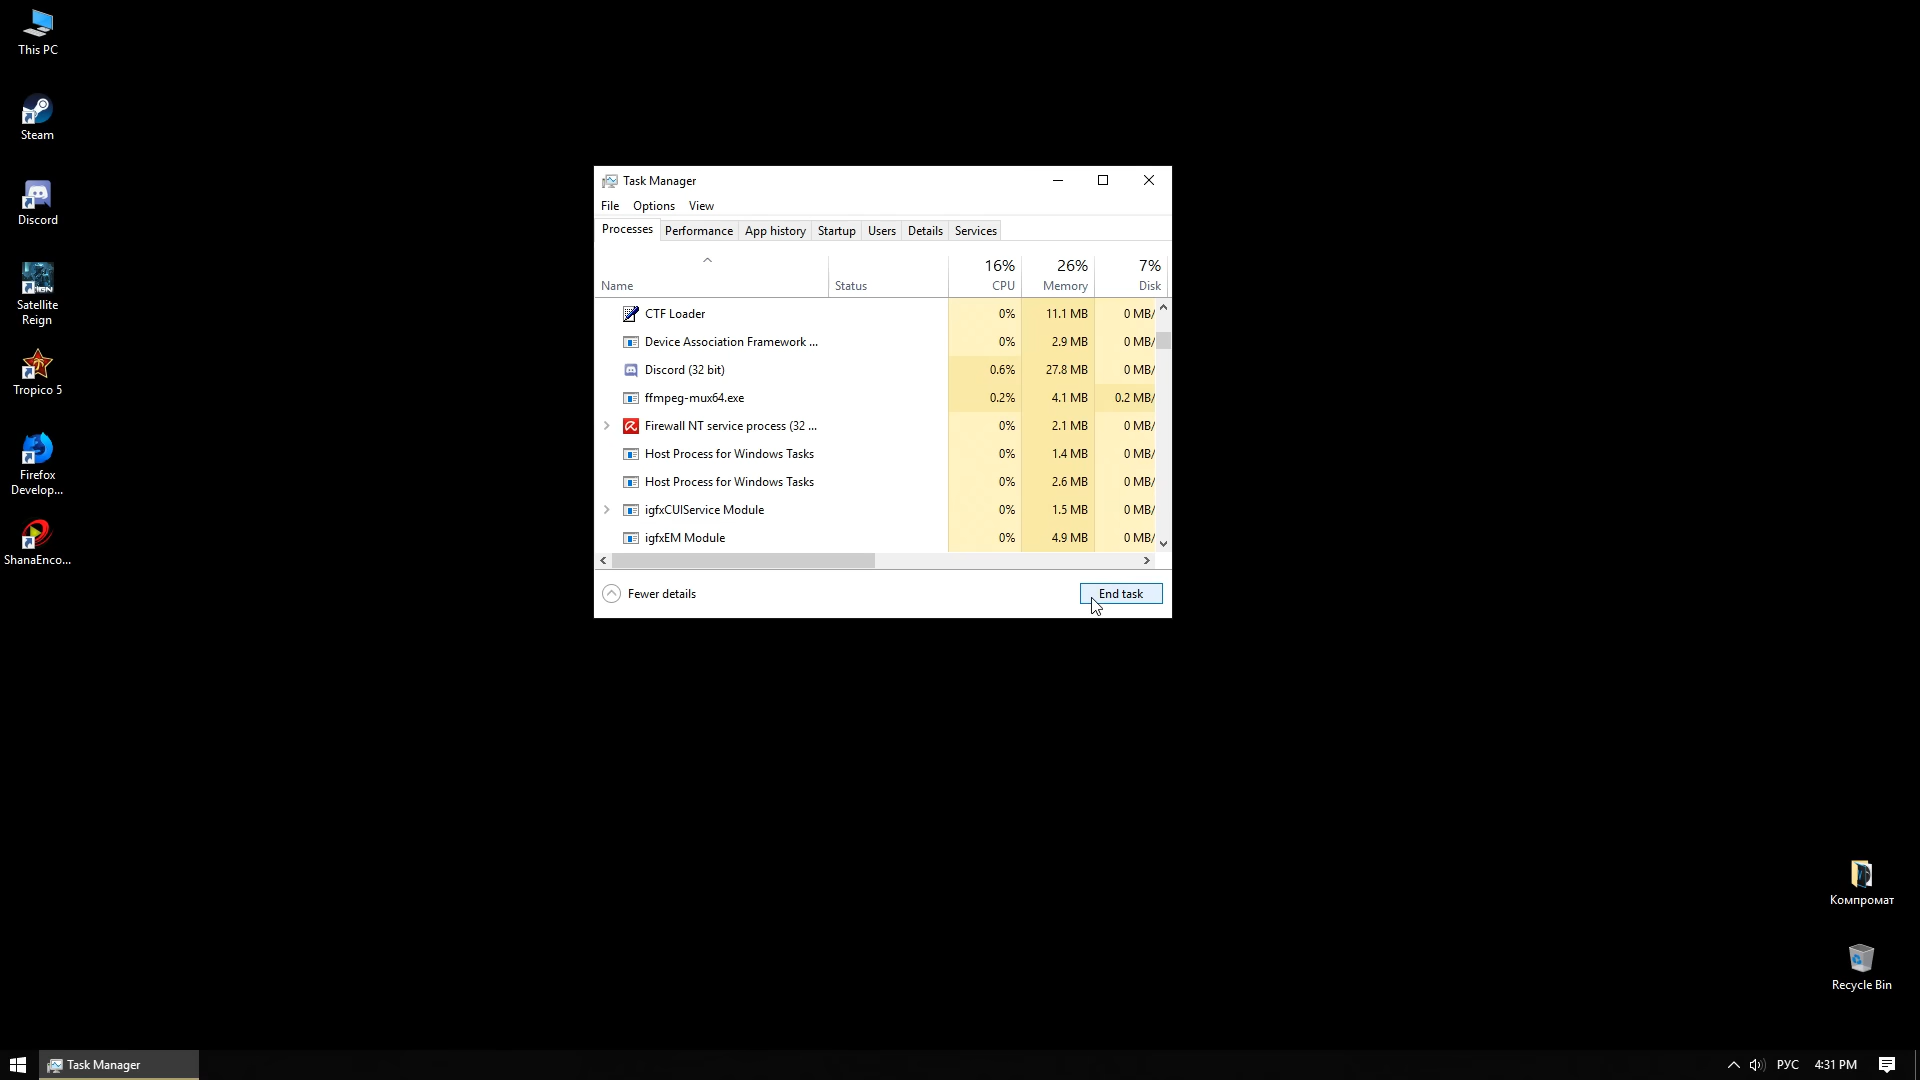 This PC
Steam
Discord
Satellite
Reign
Tropico 5
Firefox
Develop...
ShanaEnco...
Task Manager
File Options View
Processes Performance App history Startup Users Details Services
16% 26% 7%
Name Status CPU Memory Disk
CTF Loader 0% 11.1 MB 0 MB/
Device Association Framework ... 0% 2.9 MB 0 MB/
Discord (32 bit) 0.6% 27.8 MB 0 MB/
ffmpeg-mux64.exe 0.2% 4.1 MB 0.2 MB/
Firewall NT service process (32 ... 0% 2.1 MB 0 MB/
Host Process for Windows Tasks 0% 1.4 MB 0 MB/
Host Process for Windows Tasks 0% 2.6 MB 0 MB/
igfxCUIService Module 0% 1.5 MB 0 MB/
igfxEM Module 0% 4.9 MB 0 MB/
Fewer details End task
Компромат
Recycle Bin
Task Manager РУС 4:31 PM